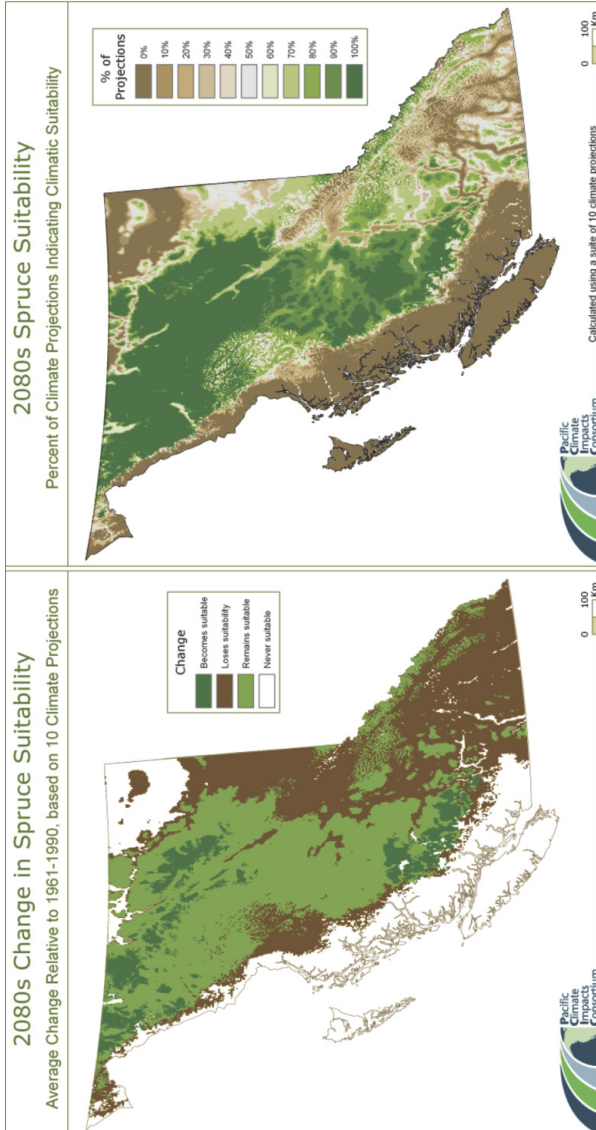 2080s Change in Spruce Suitability
Average Change Relative to 1961-1990, based on 10 Climate Projections
Change
Becomes suitable
Loses suitability
Remains suitable
Never suitable
Pacific
Climate
Impacts
Consortium
0 100
Km
2080s Spruce Suitability
Percent of Climate Projections Indicating Climatic Suitability
% of
Projections
0%
10%
20%
30%
40%
50%
60%
70%
80%
90%
100%
Pacific
Climate
Impacts
Consortium
Calculated using a suite of 10 climate projections
0 100
Km